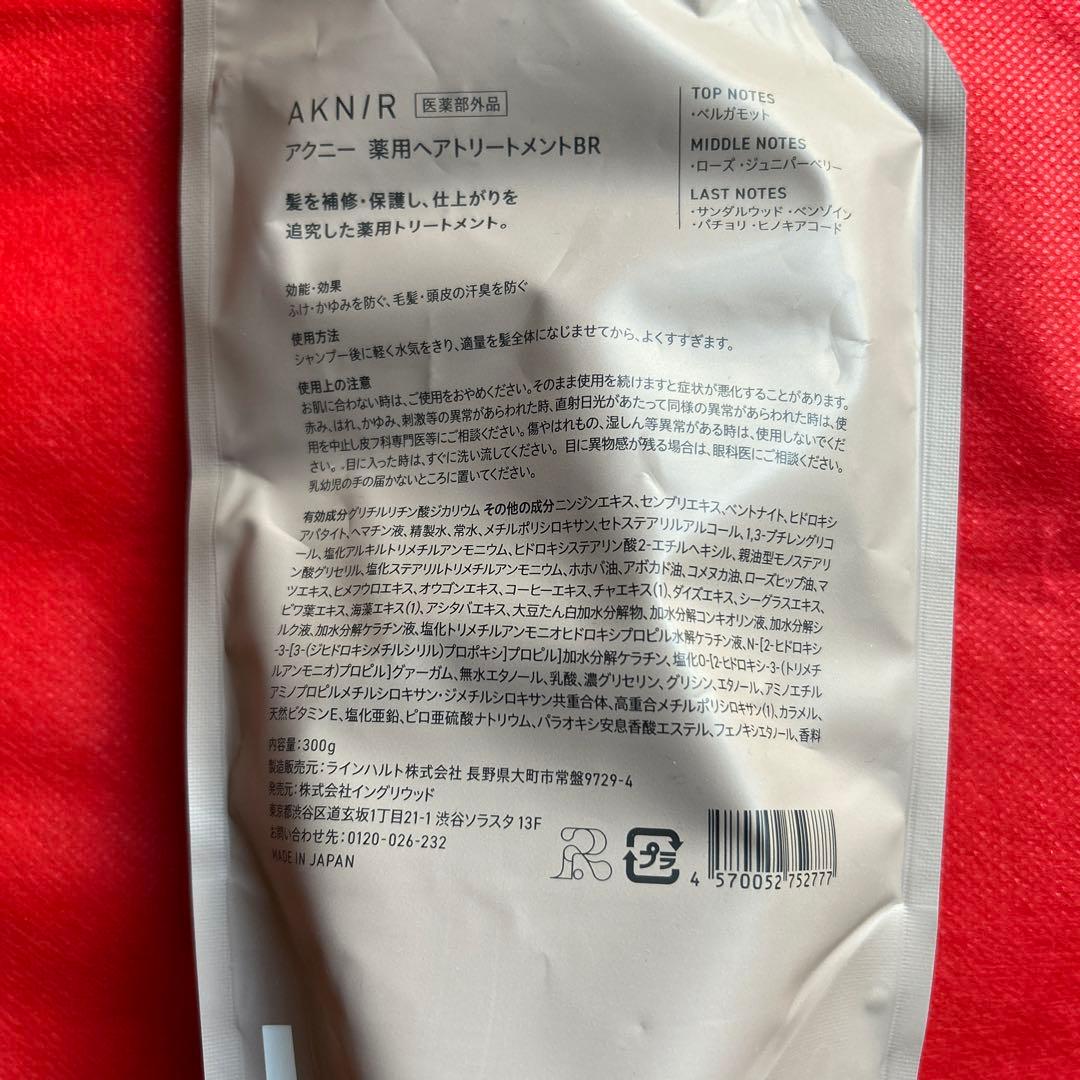 AKNIR 医薬部外品
アクニー 薬用ヘアトリートメントBR
髪を補修・保護し、仕上がりを
追究した薬用トリートメント。
TOP NOTES
・ベルガモット
MIDDLE NOTES
・ローズ・ジュニパーベリー
LAST NOTES
・サンダルウッド・ベンゾイン
・パチョリ・ヒノキアコード
効能・効果
ふけ・かゆみを防ぐ、毛髪・頭皮の汗臭を防ぐ
使用方法
シャンプー後に軽く水気をきり、適量を髪全体になじませてから、よくすすぎます。
使用上の注意
お肌に合わない時は、ご使用をおやめください。そのまま使用を続けますと症状が悪化することがあります。
赤み、はれ、かゆみ、刺激等の異常があらわれた時、直射日光があたって同様の異常があらわれた時は、使
用を中止し皮フ科専門医等にご相談ください。傷やはれもの、湿しん等異常がある時は、使用しないでくだ
さい。 目に入った時は、すぐに洗い流してください。 目に異物感が残る場合は、眼科医にご相談ください。
乳幼児の手の届かないところに置いてください。
有効成分グリチルリチン酸ジカリウム その他の成分ニンジンエキス、センブリエキス、ベントナイト、ヒドロキシ
アパタイト、ヘマチン液、精製水、常水、メチルポリシロキサン、セトステアリルアルコール、1,3-ブチレングリコ
ール、塩化アルキルトリメチルアンモニウム、ヒドロキシステアリン酸2-エチルヘキシル、親油型モノステアリ
ン酸グリセリル、塩化ステアリルトリメチルアンモニウム、ホホバ油、アボカド油、コメヌカ油、ローズヒップ油、マ
ツエキス、ヒメフウロエキス、オウゴンエキス、コーヒーエキス、チャエキス(1)、ダイズエキス、シーグラスエキス、
ビワ葉エキス、海藻エキス(1)、アシタバエキス、大豆たん白加水分解物、加水分解コンキオリン液、加水分解シ
ルク液、加水分解ケラチン液、塩化トリメチルアンモニオヒドロキシプロピル加水分解ケラチン液、N-[2-ヒドロキシ
-3-[3-(ジヒドロキシメチルシリル)プロポキシ]プロピル]加水分解ケラチン、塩化O-[2-ヒドロキシ-3-(トリメチ
ルアンモニオ)プロピル]グァーガム、無水エタノール、乳酸、濃グリセリン、グリシン、エタノール、アミノエチル
アミノプロピルメチルシロキサン・ジメチルシロキサン共重合体、高重合メチルポリシロキサン(1)、カラメル、
天然ビタミンE、塩化亜鉛、ピロ亜硫酸ナトリウム、パラオキシ安息香酸エステル、フェノキシエタノール、香料
内容量:300g
製造販売元:ラインハルト株式会社 長野県大町市常盤9729-4
発売元:株式会社イングリウッド
東京都渋谷区道玄坂1丁目21-1 渋谷ソラスタ 13F
お問い合わせ先:0120-026-232
MADE IN JAPAN
プラ
4 570052 752777